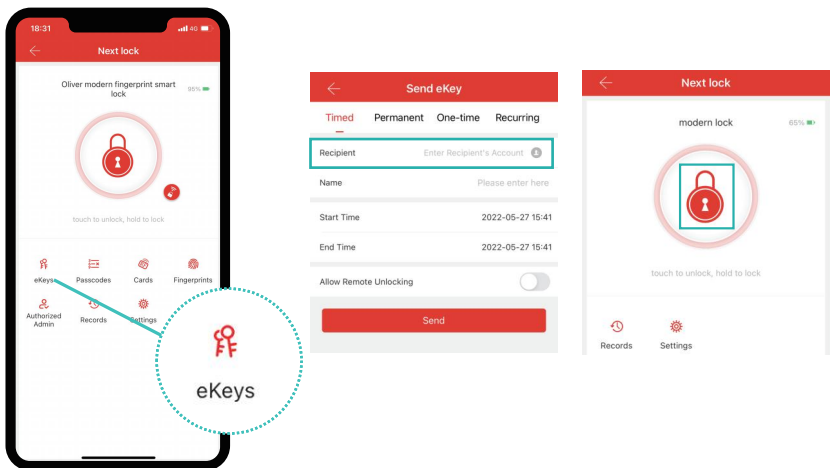 18:31
4G
Next lock
Oliver modern fingerprint smart
lock
95%
touch to unlock, hold to lock
eKeys
Passcodes
Cards
Fingerprints
Authorized
Admin
Records
Settings
eKeys
Send eKey
Timed
Permanent
One-time
Recurring
Recipient
Enter Recipient's Account
Name
Please enter here
Start Time
2022-05-27 15:41
End Time
2022-05-27 15:41
Allow Remote Unlocking
Send
Next lock
modern lock
65%
touch to unlock, hold to lock
Records
Settings